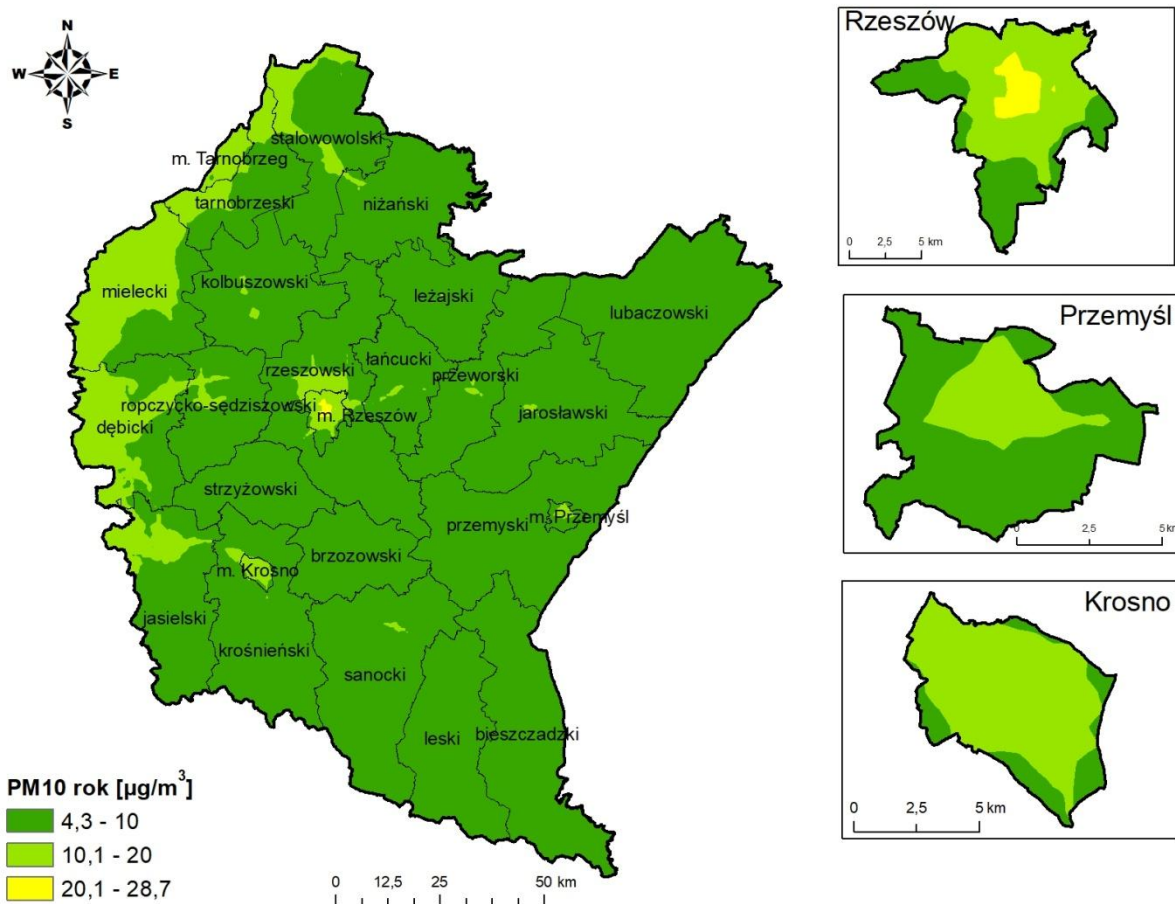 N
W E
S
stalowowolski
m. Tarnobrzeg
tarnobrzeski
niżański
mielecki
kolbuszowski
leżajski
lubaczowski
rzeszowski
łańcucki
przeworski
ropczycko-sędziszowski
m. Rzeszów
jarosławski
dębicki
strzyżowski
przemyski
m. Przemyśl
brzozowski
m. Krosno
jasielski
krośnieński
sanocki
leski
bieszczadzki
PM10 rok [µg/m³]
4,3 - 10
10,1 - 20
20,1 - 28,7
0 12,5 25 50 km
Rzeszów
0 2,5 5 km
Przemyśl
0 2,5 5 km
Krosno
0 2,5 5 km